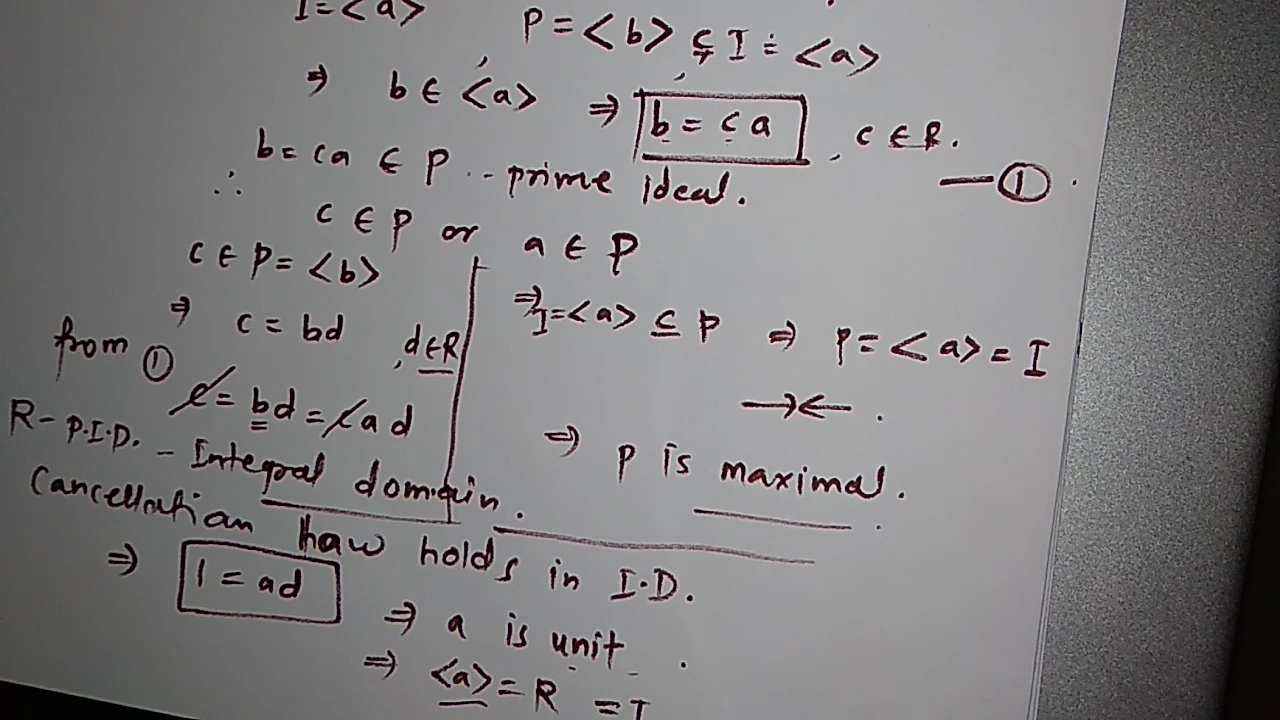 I = <a>
P = <b> ⊊ I = <a>
⇒ b ∈ <a> ⇒ b = ca , c ∈ R. — ①.
b = ca ∈ P - - prime ideal.
∴ c ∈ P or a ∈ P
c ∈ P = <b>
⇒ c = bd , d ∈ R
from ① c = bd = cad
⇒ I = <a> ⊆ P ⇒ P = <a> = I
→← .
⇒ P is maximal.
R - P.I.D. - Integral domain.
Cancellation law holds in I.D.
⇒ 1 = ad
⇒ a is unit.
⇒ <a> = R = I